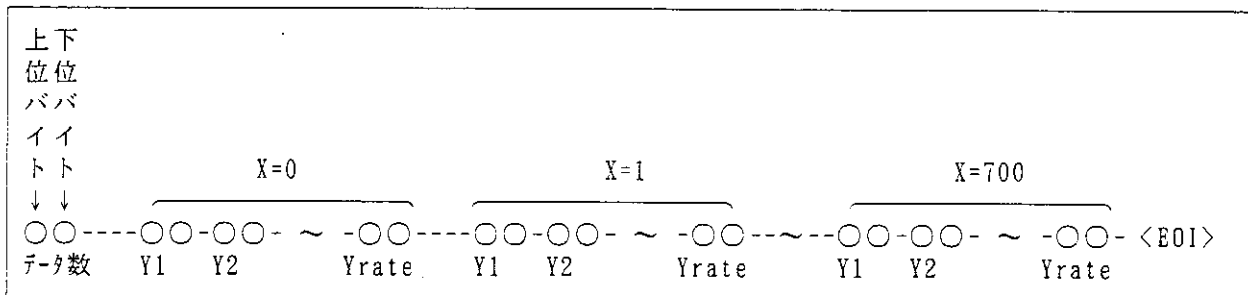 上位バイト↓
下位バイト↓
X=0 X=1 X=700
○○----○○-○○- ～ -○○----○○-○○- ～ -○○--～--○○-○○- ～ -○○- <EOI>
データ数 Y1 Y2 Yrate Y1 Y2 Yrate Y1 Y2 Yrate